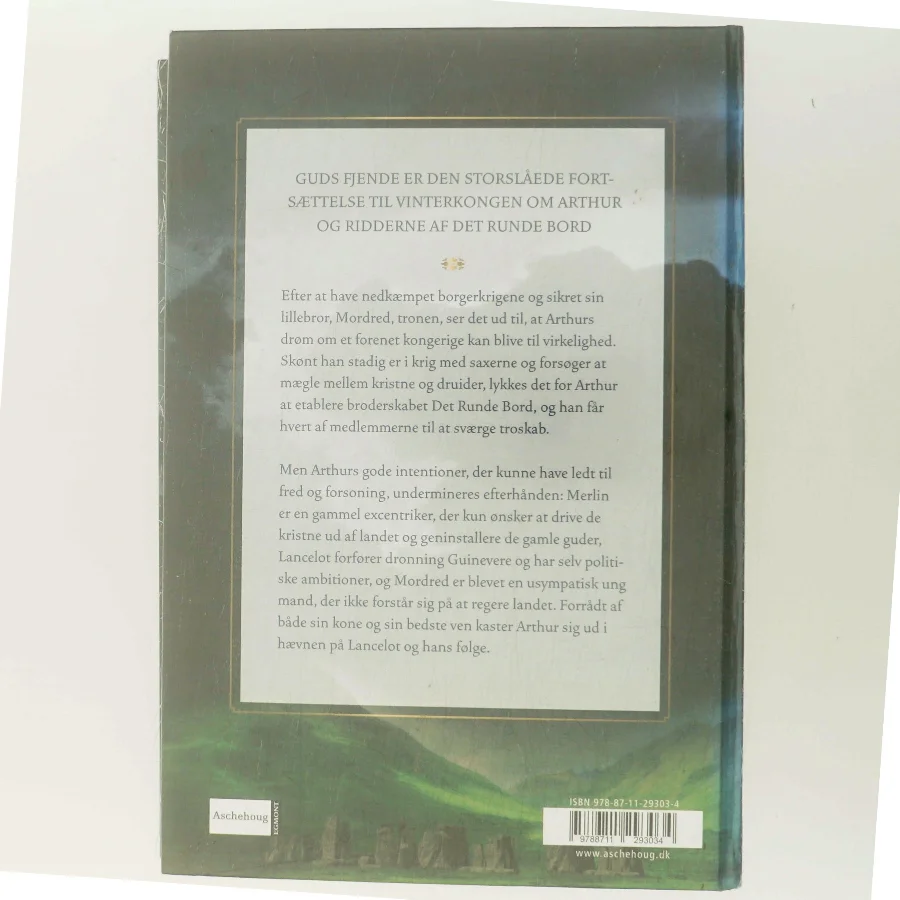 GUDS FJENDE ER DEN STORSLÅEDE FORT-
SÆTTELSE TIL VINTERKONGEN OM ARTHUR
OG RIDDERNE AF DET RUNDE BORD
Efter at have nedkæmpet borgerkrigene og sikret sin
lillebror, Mordred, tronen, ser det ud til, at Arthurs
drøm om et forenet kongerige kan blive til virkelighed.
Skønt han stadig er i krig med saxerne og forsøger at
mægle mellem kristne og druider, lykkes det for Arthur
at etablere broderskabet Det Runde Bord, og han får
hvert af medlemmerne til at sværge troskab.
Men Arthurs gode intentioner, der kunne have ledt til
fred og forsoning, undermineres efterhånden: Merlin
er en gammel excentriker, der kun ønsker at drive de
kristne ud af landet og geninstallere de gamle guder,
Lancelot forfører dronning Guinevere og har selv politi-
ske ambitioner, og Mordred er blevet en usympatisk ung
mand, der ikke forstår sig på at regere landet. Forrådt af
både sin kone og sin bedste ven kaster Arthur sig ud i
hævnen på Lancelot og hans følge.
Aschehoug
EGMONT
ISBN 978-87-11-29303-4
9788711 293034
www.aschehoug.dk